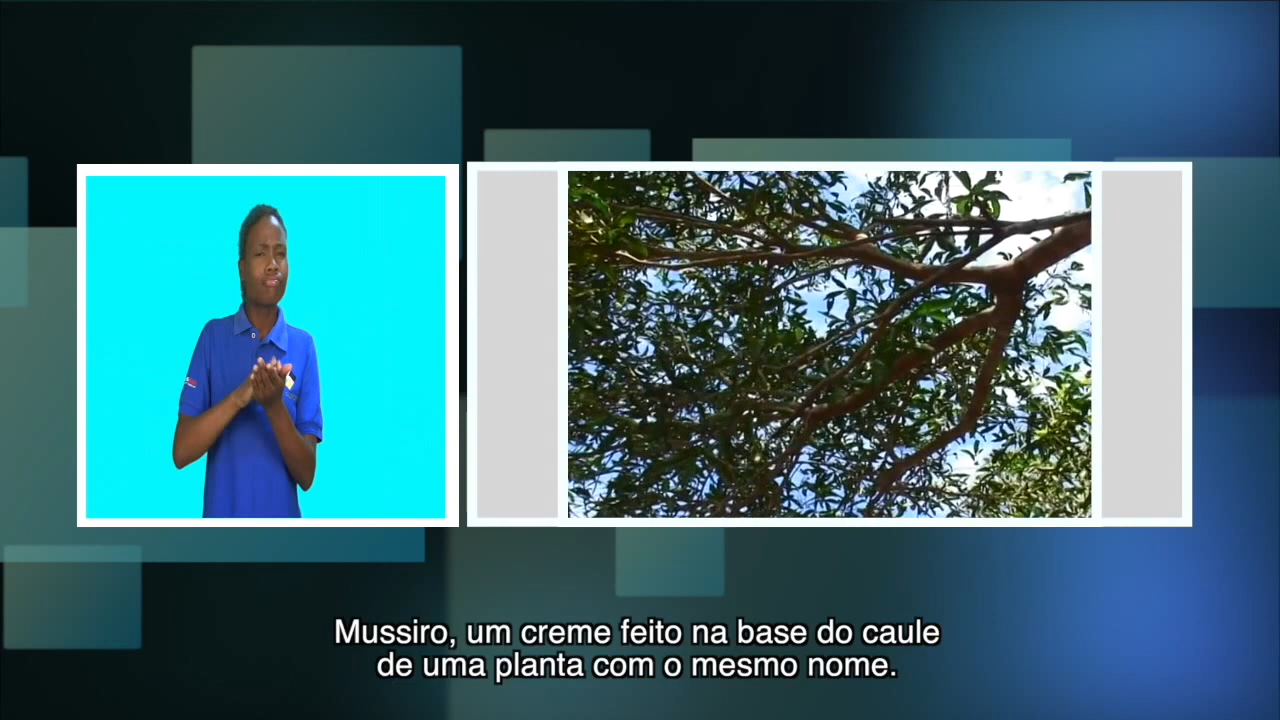 Mussiro, um creme feito na base do caule
de uma planta com o mesmo nome.